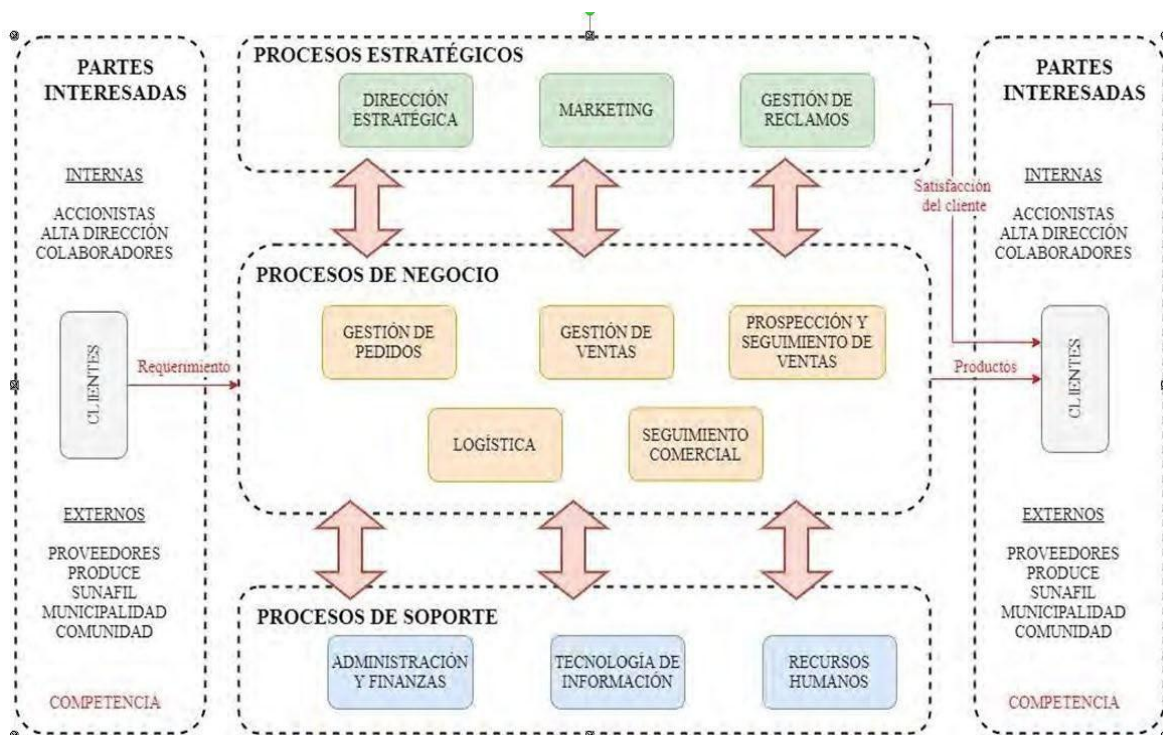 PARTES
INTERESADAS
INTERNAS
ACCIONISTAS
ALTA DIRECCIÓN
COLABORADORES
CLIENTES
EXTERNOS
PROVEEDORES
PRODUCE
SUNAFIL
MUNICIPALIDAD
COMUNIDAD
COMPETENCIA
Requerimiento
PROCESOS ESTRATÉGICOS
DIRECCIÓN
ESTRATÉGICA
MARKETING
GESTIÓN DE
RECLAMOS
PROCESOS DE NEGOCIO
GESTIÓN DE
PEDIDOS
GESTIÓN DE
VENTAS
PROSPECCIÓN Y
SEGUIMIENTO DE
VENTAS
LOGÍSTICA
SEGUIMIENTO
COMERCIAL
PROCESOS DE SOPORTE
ADMINISTRACIÓN
Y FINANZAS
TECNOLOGÍA DE
INFORMACIÓN
RECURSOS
HUMANOS
Satisfacción
del cliente
Productos
PARTES
INTERESADAS
INTERNAS
ACCIONISTAS
ALTA DIRECCIÓN
COLABORADORES
CLIENTES
EXTERNOS
PROVEEDORES
PRODUCE
SUNAFIL
MUNICIPALIDAD
COMUNIDAD
COMPETENCIA